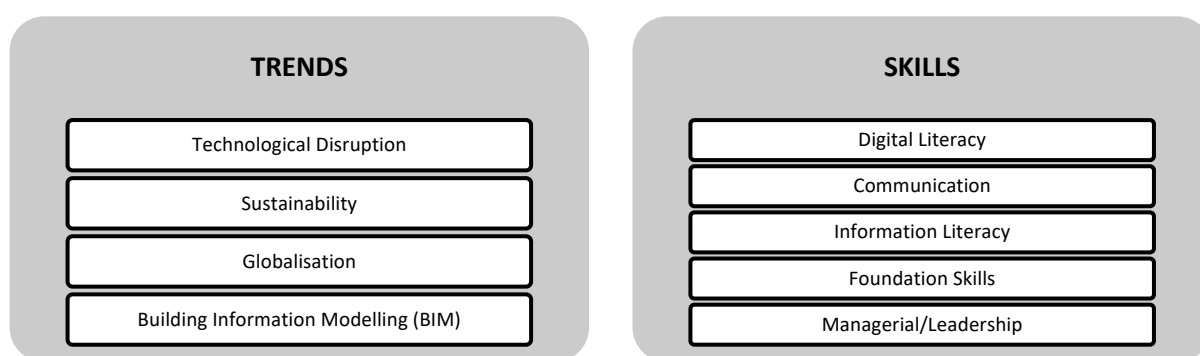 TRENDS
Technological Disruption
Sustainability
Globalisation
Building Information Modelling (BIM)
SKILLS
Digital Literacy
Communication
Information Literacy
Foundation Skills
Managerial/Leadership